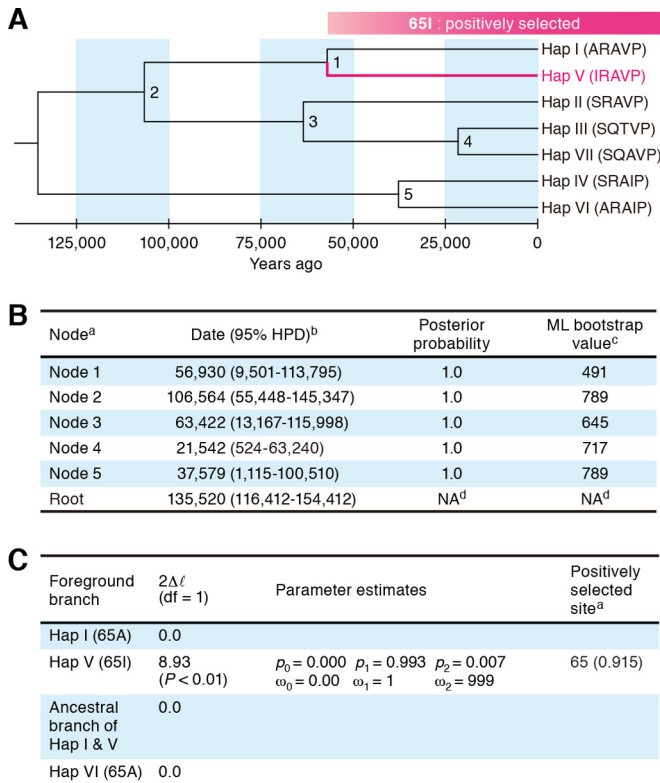 A
65I : positively selected
Hap I (ARAVP)
1
Hap V (IRAVP)
2
Hap II (SRAVP)
3
Hap III (SQTVP)
4
Hap VII (SQAVP)
Hap IV (SRAIP)
5
Hap VI (ARAIP)
125,000 100,000 75,000 50,000 25,000 0
Years ago
B
Nodeᵃ Date (95% HPD)ᵇ Posterior probability ML bootstrap valueᶜ
Node 1 56,930 (9,501-113,795) 1.0 491
Node 2 106,564 (55,448-145,347) 1.0 789
Node 3 63,422 (13,167-115,998) 1.0 645
Node 4 21,542 (524-63,240) 1.0 717
Node 5 37,579 (1,115-100,510) 1.0 789
Root 135,520 (116,412-154,412) NAᵈ NAᵈ
C
Foreground branch 2Δℓ (df = 1) Parameter estimates Positively selected siteᵃ
Hap I (65A) 0.0
Hap V (65I) 8.93 p₀ = 0.000 p₁ = 0.993 p₂ = 0.007 65 (0.915)
(P < 0.01) ω₀ = 0.00 ω₁ = 1 ω₂ = 999
Ancestral 0.0
branch of
Hap I & V
Hap VI (65A) 0.0